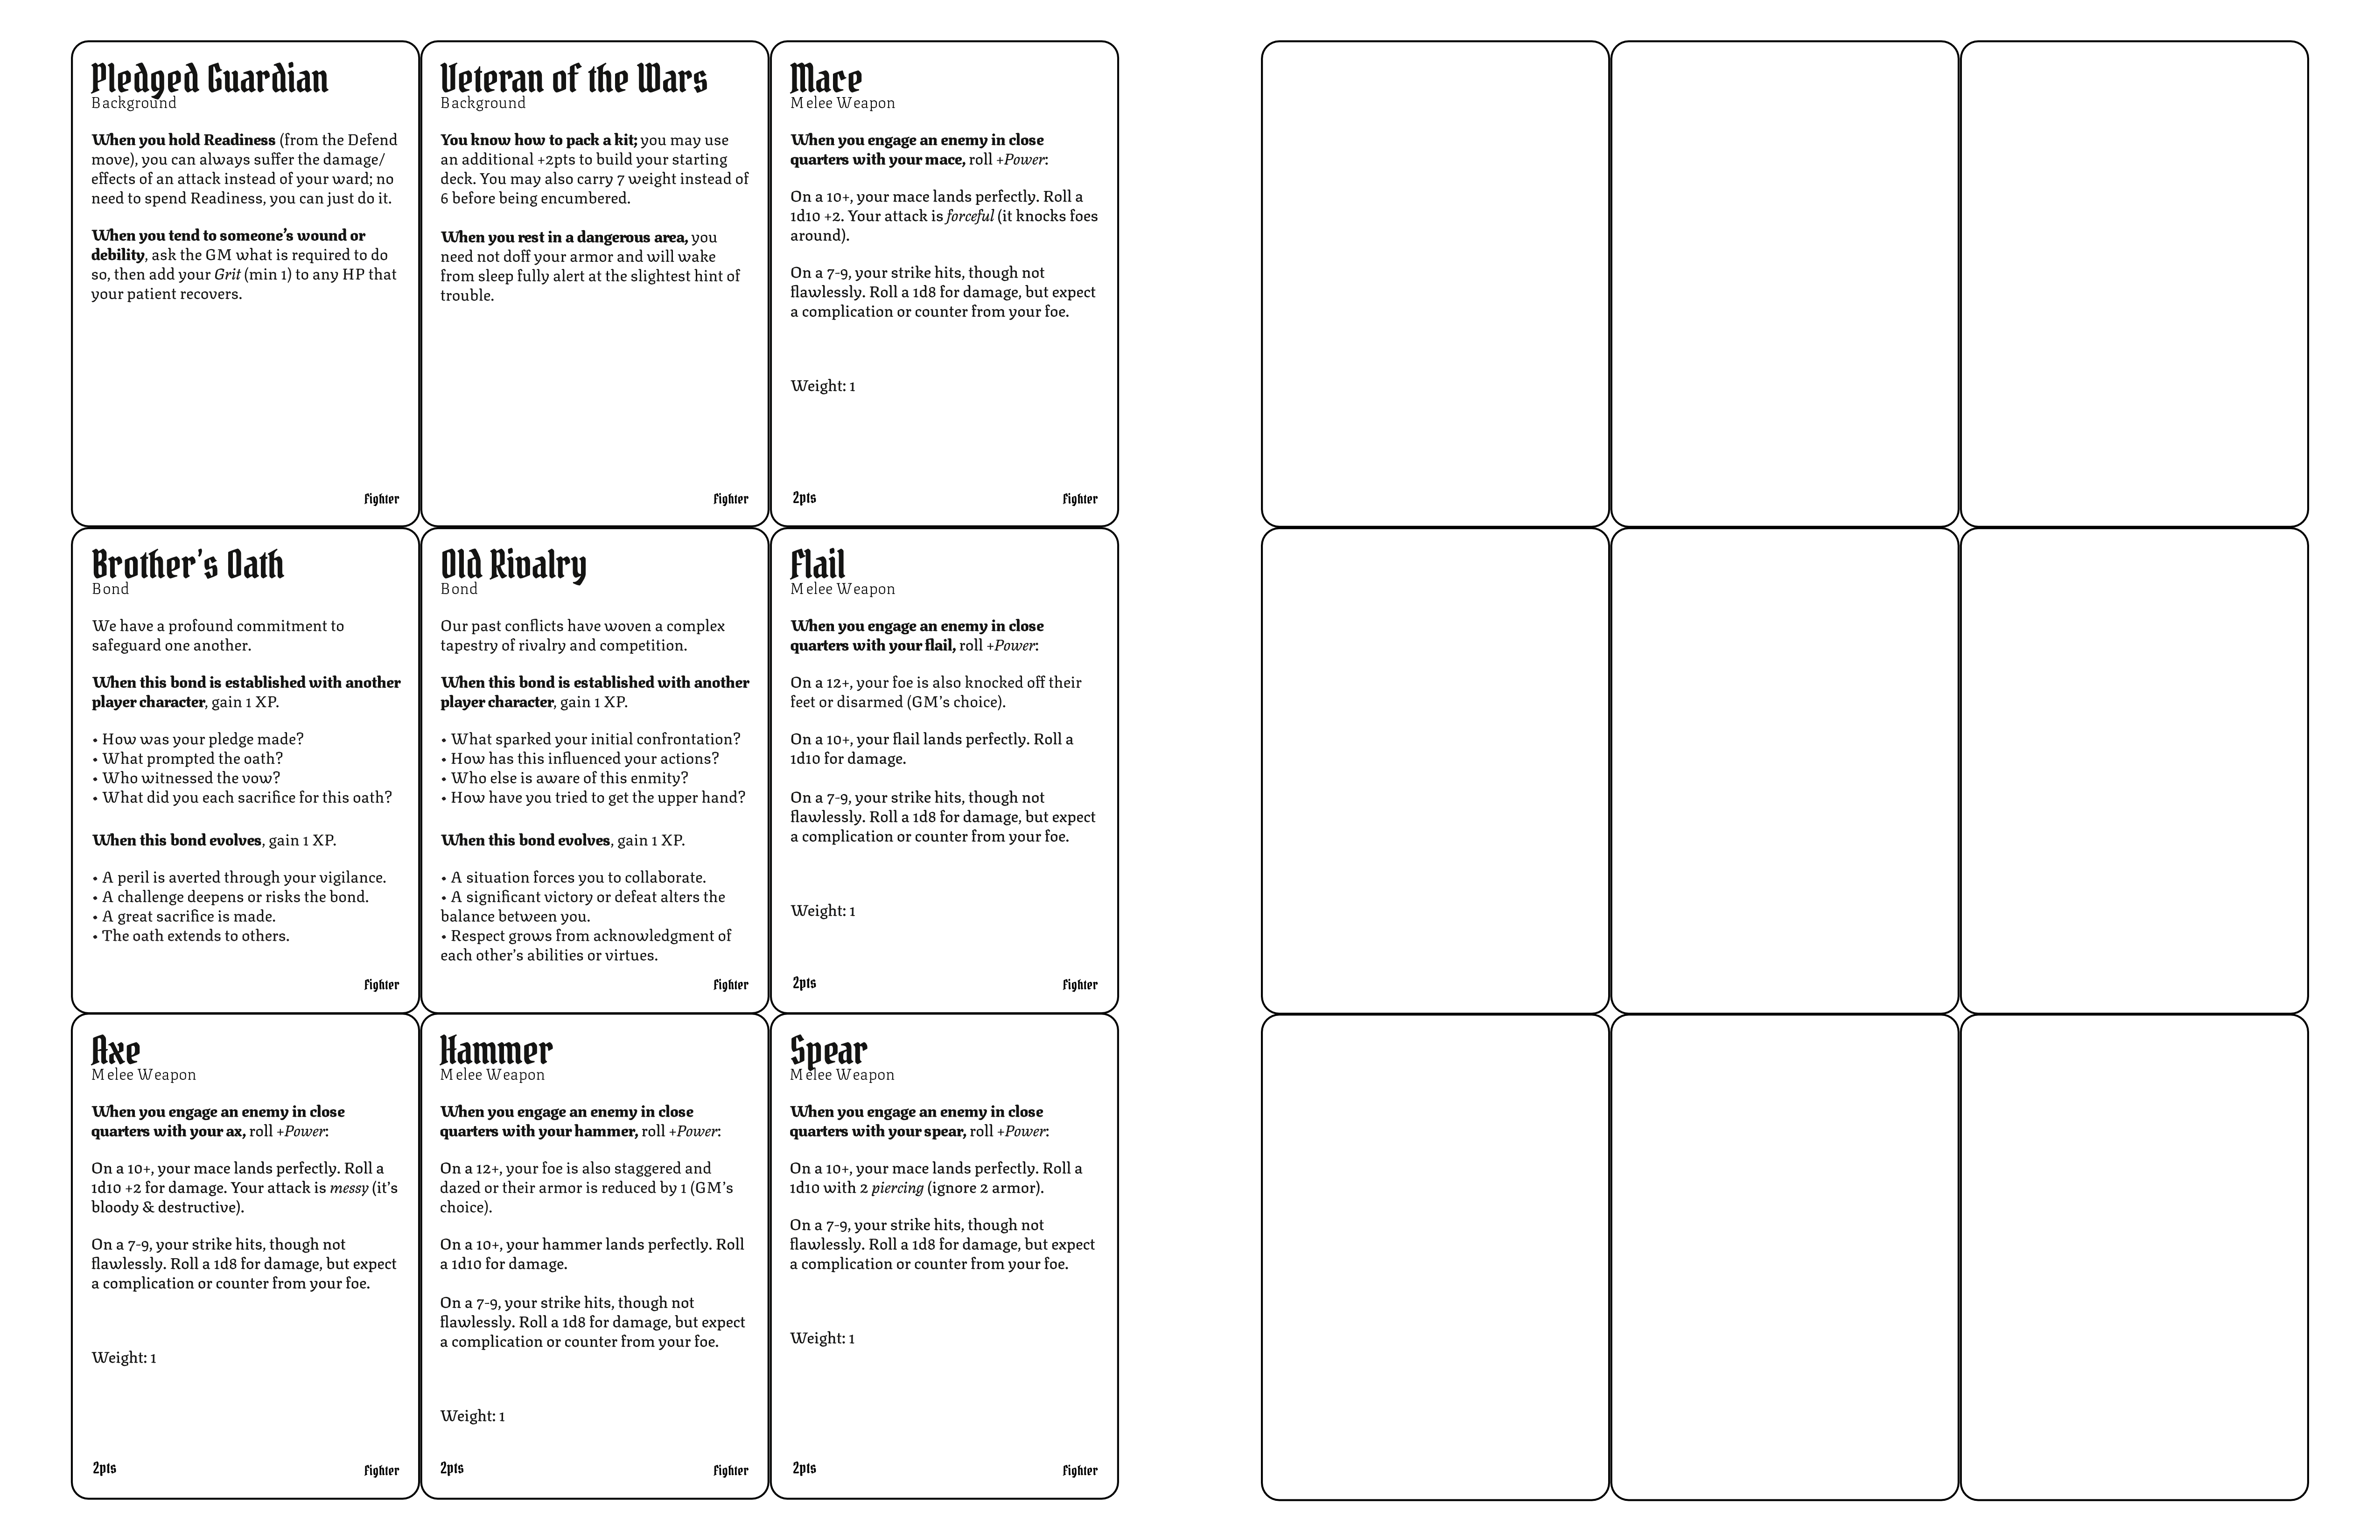 Pledged Guardian
Background
When you hold Readiness (from the Defend
move), you can always suffer the damage/
effects of an attack instead of your ward; no
need to spend Readiness, you can just do it.
When you tend to someone's wound or
debility, ask the GM what is required to do
so, then add your Grit (min 1) to any HP that
your patient recovers.
fighter
Veteran of the Wars
Background
You know how to pack a kit; you may use
an additional +2pts to build your starting
deck. You may also carry 7 weight instead of
6 before being encumbered.
When you rest in a dangerous area, you
need not doff your armor and will wake
from sleep fully alert at the slightest hint of
trouble.
fighter
Mace
Melee Weapon
When you engage an enemy in close
quarters with your mace, roll +Power:
On a 10+, your mace lands perfectly. Roll a
1d10 +2. Your attack is forceful (it knocks foes
around).
On a 7-9, your strike hits, though not
flawlessly. Roll a 1d8 for damage, but expect
a complication or counter from your foe.
Weight: 1
2pts
fighter
Brother's Oath
Bond
We have a profound commitment to
safeguard one another.
When this bond is established with another
player character, gain 1 XP.
• How was your pledge made?
• What prompted the oath?
• Who witnessed the vow?
• What did you each sacrifice for this oath?
When this bond evolves, gain 1 XP.
• A peril is averted through your vigilance.
• A challenge deepens or risks the bond.
• A great sacrifice is made.
• The oath extends to others.
fighter
Old Rivalry
Bond
Our past conflicts have woven a complex
tapestry of rivalry and competition.
When this bond is established with another
player character, gain 1 XP.
• What sparked your initial confrontation?
• How has this influenced your actions?
• Who else is aware of this enmity?
• How have you tried to get the upper hand?
When this bond evolves, gain 1 XP.
• A situation forces you to collaborate.
• A significant victory or defeat alters the
balance between you.
• Respect grows from acknowledgment of
each other's abilities or virtues.
fighter
Flail
Melee Weapon
When you engage an enemy in close
quarters with your flail, roll +Power:
On a 12+, your foe is also knocked off their
feet or disarmed (GM's choice).
On a 10+, your flail lands perfectly. Roll a
1d10 for damage.
On a 7-9, your strike hits, though not
flawlessly. Roll a 1d8 for damage, but expect
a complication or counter from your foe.
Weight: 1
2pts
fighter
Axe
Melee Weapon
When you engage an enemy in close
quarters with your ax, roll +Power:
On a 10+, your mace lands perfectly. Roll a
1d10 +2 for damage. Your attack is messy (it's
bloody & destructive).
On a 7-9, your strike hits, though not
flawlessly. Roll a 1d8 for damage, but expect
a complication or counter from your foe.
Weight: 1
2pts
fighter
Hammer
Melee Weapon
When you engage an enemy in close
quarters with your hammer, roll +Power:
On a 12+, your foe is also staggered and
dazed or their armor is reduced by 1 (GM's
choice).
On a 10+, your hammer lands perfectly. Roll
a 1d10 for damage.
On a 7-9, your strike hits, though not
flawlessly. Roll a 1d8 for damage, but expect
a complication or counter from your foe.
Weight: 1
2pts
fighter
Spear
Melee Weapon
When you engage an enemy in close
quarters with your spear, roll +Power:
On a 10+, your mace lands perfectly. Roll a
1d10 with 2 piercing (ignore 2 armor).
On a 7-9, your strike hits, though not
flawlessly. Roll a 1d8 for damage, but expect
a complication or counter from your foe.
Weight: 1
2pts
fighter